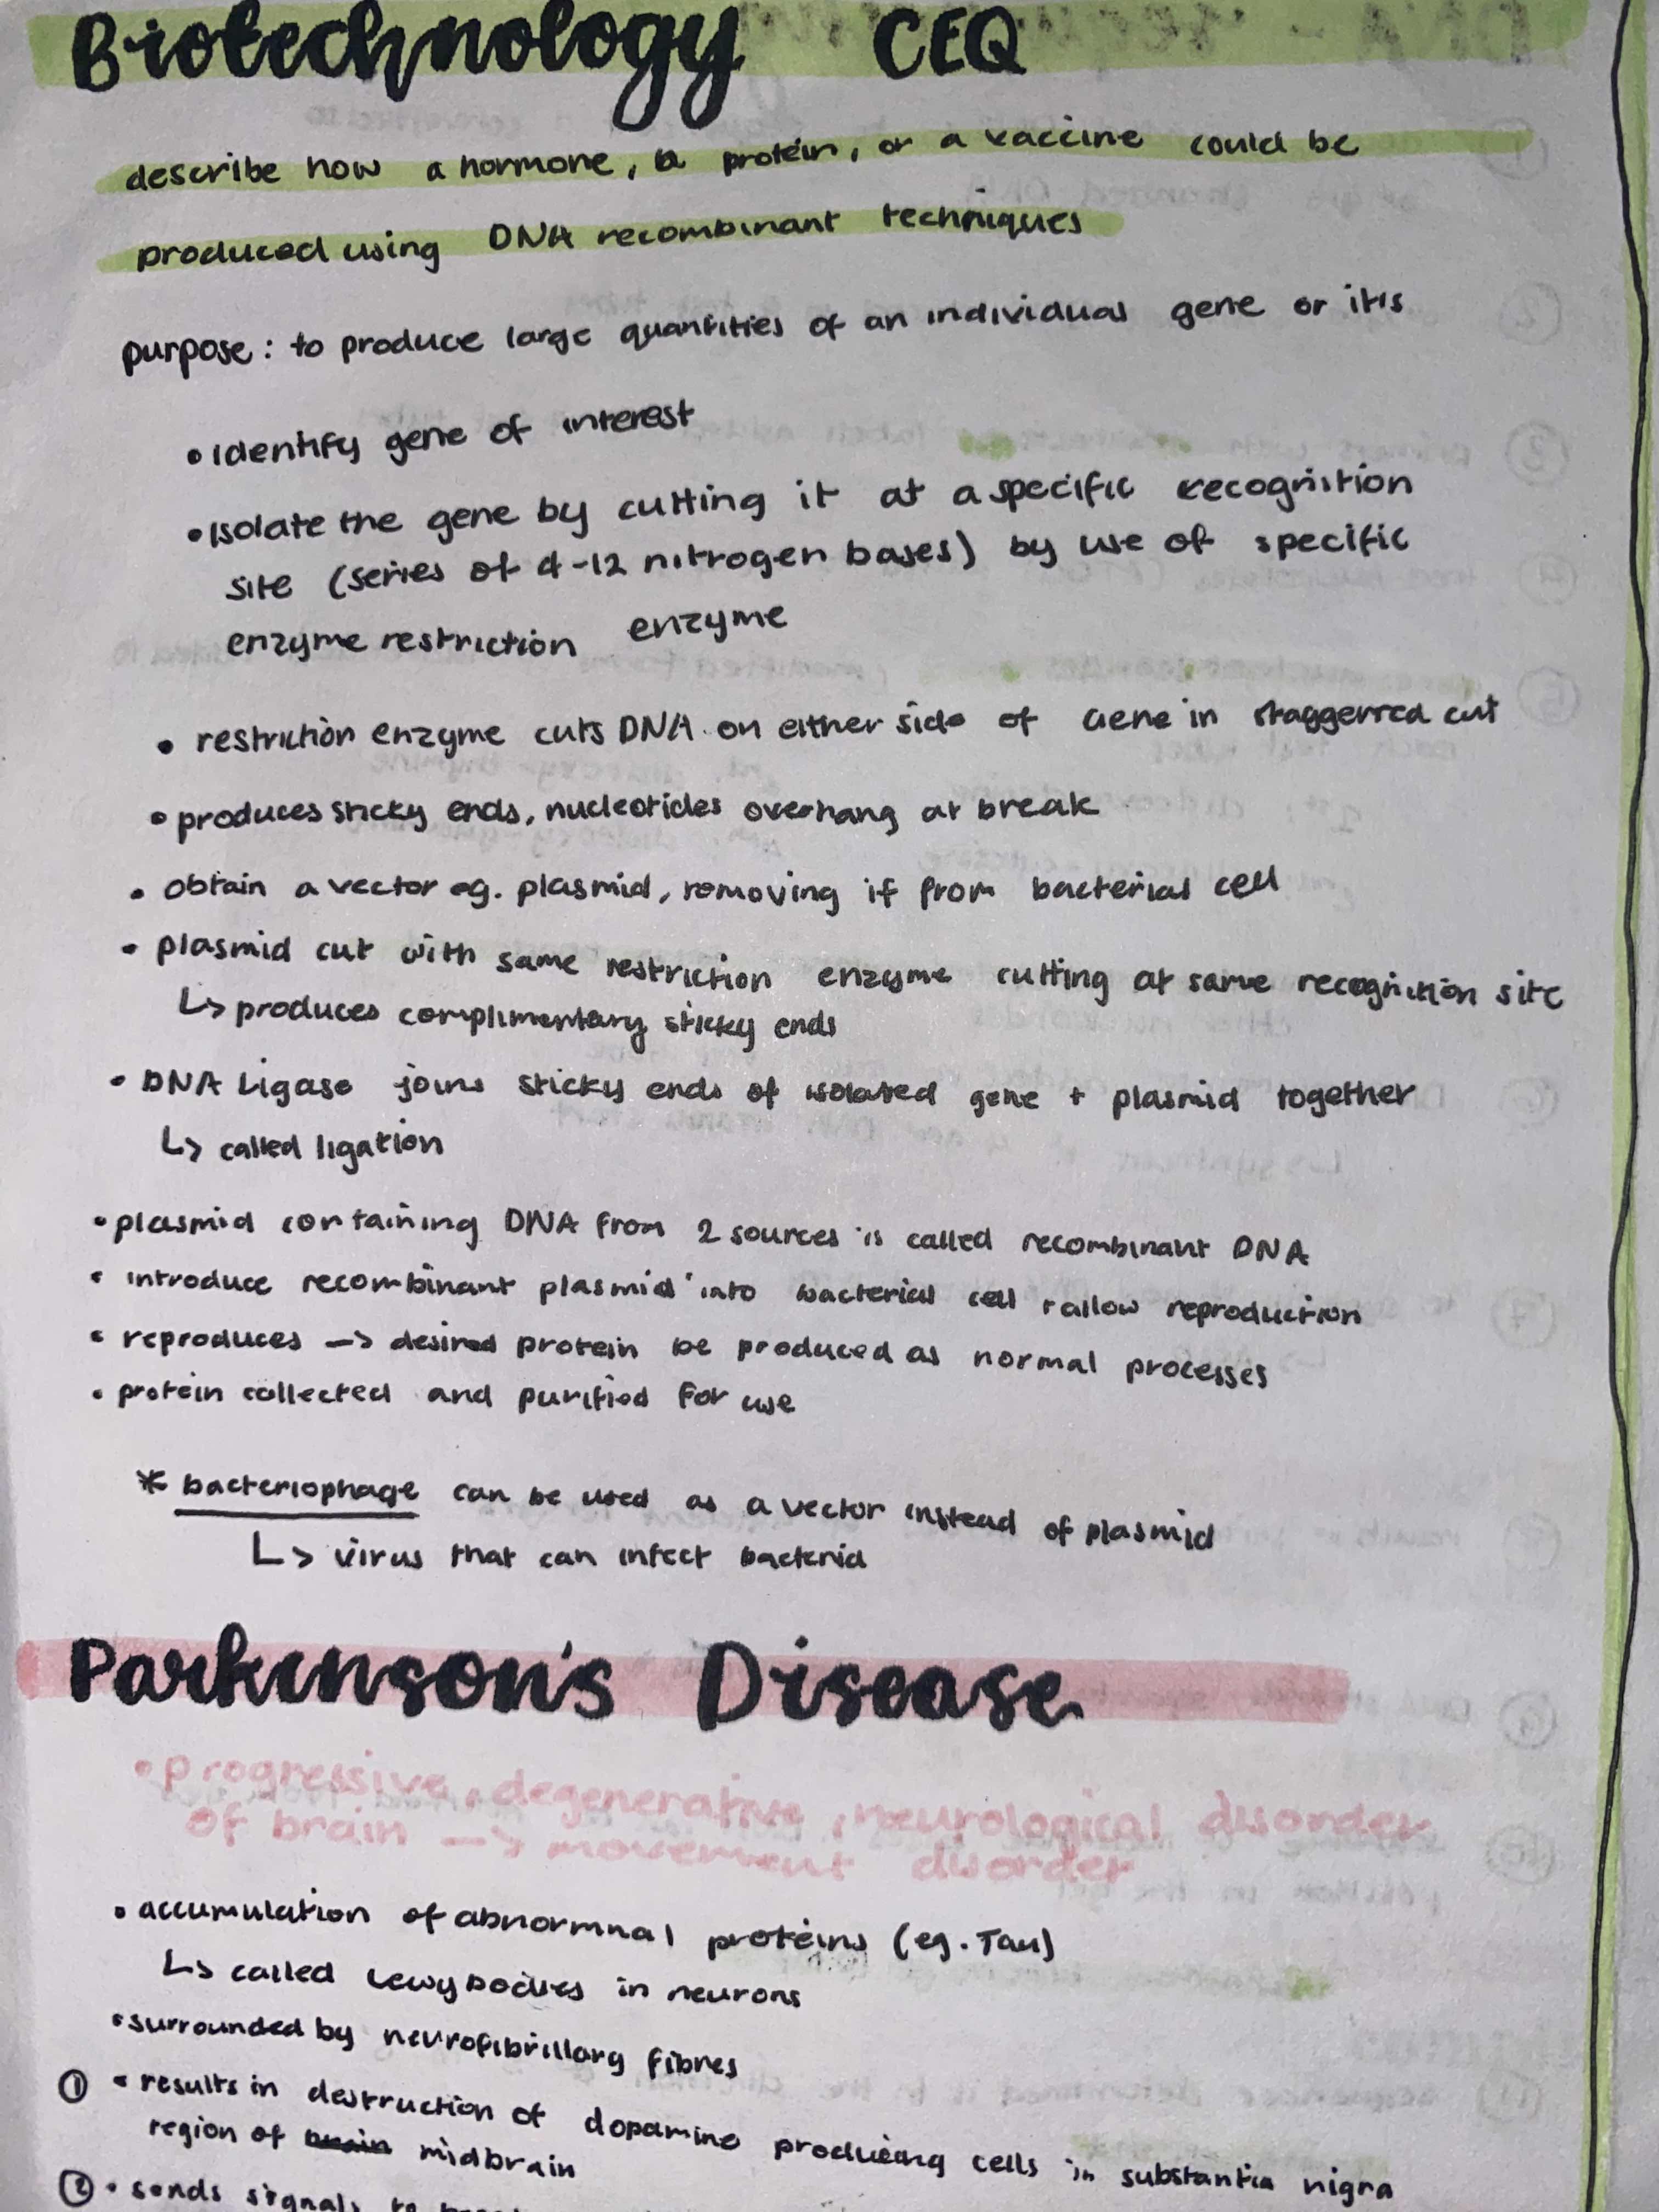 Biotechnology CEQ
describe how a hormone, a protein, or a vaccine could be
produced using DNA recombinant techniques
purpose: to produce large quantities of an individual gene or it's
• identify gene of interest
• isolate the gene by cutting it at a specific recognition
site (series of 4-12 nitrogen bases) by use of specific
enzyme restriction enzyme
• restriction enzyme cuts DNA on either side of gene in staggerred cut
• produces sticky ends, nucleotides overhang at break
• obtain a vector eg. plasmid, removing if from bacterial cell
• plasmid cut with same restriction enzyme cutting at same recognition site
↳ produces complimentary sticky ends
• DNA Ligase joins sticky ends of isolated gene + plasmid together
↳ called ligation
• plasmid containing DNA from 2 sources is called recombinant DNA
• introduce recombinant plasmid into bacterial cell + allow reproduction
• reproduces -> desired protein be produced as normal processes
• protein collected and purified for use
* bacteriophage can be used as a vector instead of plasmid
↳ virus that can infect bacteria
Parkinson's Disease
• progressive, degenerative, neurological disorder
of brain -> movement disorder
• accumulation of abnormnal proteins (eg. Tau)
↳ called Lewy bodies in neurons
• surrounded by neurofibrillary fibres
① • results in destruction of dopamine producing cells in substantia nigra
region of midbrain
② • sends signals to